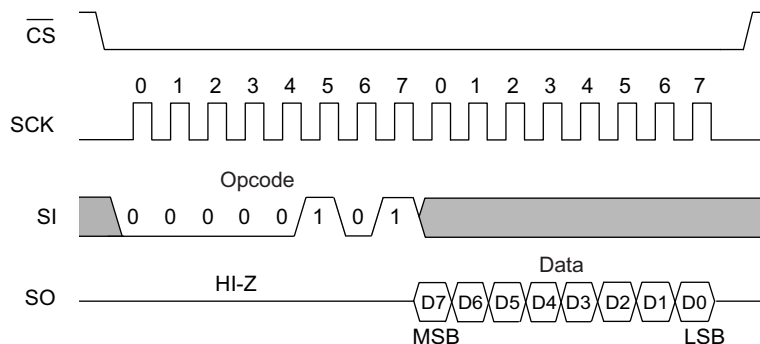 CS
0 1 2 3 4 5 6 7 0 1 2 3 4 5 6 7
SCK
Opcode
SI 0 0 0 0 0 1 0 1
Data
HI-Z
SO D7 D6 D5 D4 D3 D2 D1 D0
MSB LSB